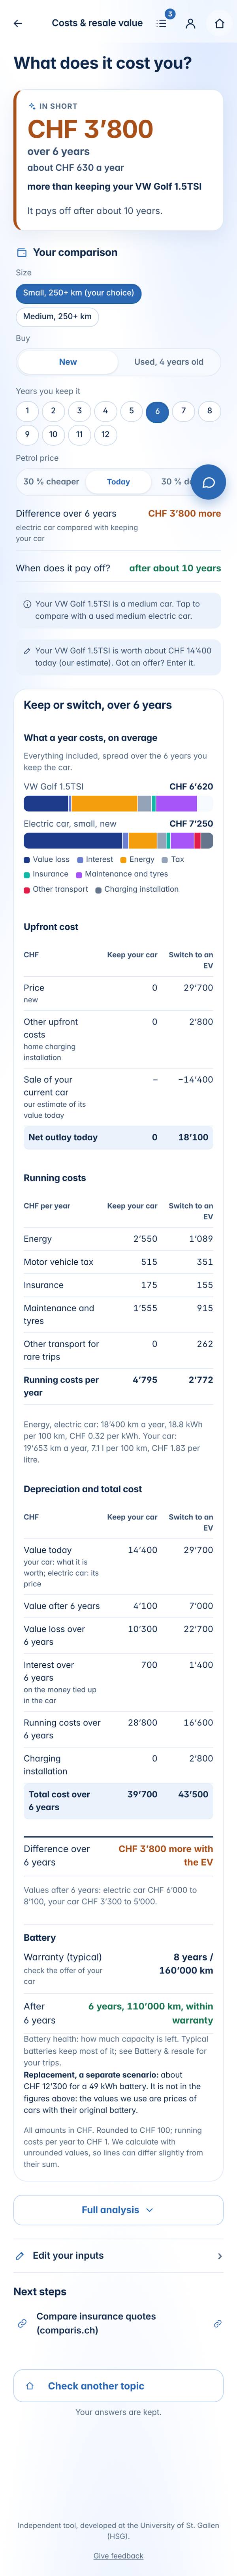 Costs & resale value
3
What does it cost you?
IN SHORT
CHF 3’800
over 6 years
about CHF 630 a year
more than keeping your VW Golf 1.5TSI
It pays off after about 10 years.
Your comparison
Size
Small, 250+ km (your choice)
Medium, 250+ km
Buy
New
Used, 4 years old
Years you keep it
1 2 3 4 5 6 7 8
9 10 11 12
Petrol price
30 % cheaper
Today
30 %
Difference over 6 years
CHF 3’800 more
electric car compared with keeping
your car
When does it pay off?
after about 10 years
Your VW Golf 1.5TSI is a medium car. Tap to
compare with a used medium electric car.
Your VW Golf 1.5TSI is worth about CHF 14’400
today (our estimate). Got an offer? Enter it.
Keep or switch, over 6 years
What a year costs, on average
Everything included, spread over the 6 years you
keep the car.
VW Golf 1.5TSI
CHF 6’620
Electric car, small, new
CHF 7’250
Value loss Interest Energy Tax
Insurance Maintenance and tyres
Other transport Charging installation
Upfront cost
CHF Keep your car Switch to an
EV
Price 0 29’700
new
Other upfront 0 2’800
costs
home charging
installation
Sale of your – −14’400
current car
our estimate of its
value today
Net outlay today 0 18’100
Running costs
CHF per year Keep your car Switch to an
EV
Energy 2’550 1’089
Motor vehicle tax 515 351
Insurance 175 155
Maintenance and 1’555 915
tyres
Other transport for 0 262
rare trips
Running costs per 4’795 2’772
year
Energy, electric car: 18’400 km a year, 18.8 kWh
per 100 km, CHF 0.32 per kWh. Your car:
19’653 km a year, 7.1 l per 100 km, CHF 1.83 per
litre.
Depreciation and total cost
CHF Keep your car Switch to an
EV
Value today 14’400 29’700
your car: what it is
worth; electric car: its
price
Value after 6 years 4’100 7’000
Value loss over 10’300 22’700
6 years
Interest over 700 1’400
6 years
on the money tied up
in the car
Running costs over 28’800 16’600
6 years
Charging 0 2’800
installation
Total cost over 39’700 43’500
6 years
Difference over CHF 3’800 more with
6 years the EV
Values after 6 years: electric car CHF 6’000 to
8’100, your car CHF 3’300 to 5’000.
Battery
Warranty (typical) 8 years /
check the offer of your 160’000 km
car
After 6 years, 110’000 km, within
6 years warranty
Battery health: how much capacity is left. Typical
batteries keep most of it; see Battery & resale for
your trips.
Replacement, a separate scenario: about
CHF 12’300 for a 49 kWh battery. It is not in the
figures above: the values we use are prices of
cars with their original battery.
All amounts in CHF. Rounded to CHF 100; running
costs per year to CHF 1. We calculate with
unrounded values, so lines can differ slightly from
their sum.
Full analysis
Edit your inputs
Next steps
Compare insurance quotes
(comparis.ch)
Check another topic
Your answers are kept.
Independent tool, developed at the University of St. Gallen
(HSG).
Give feedback